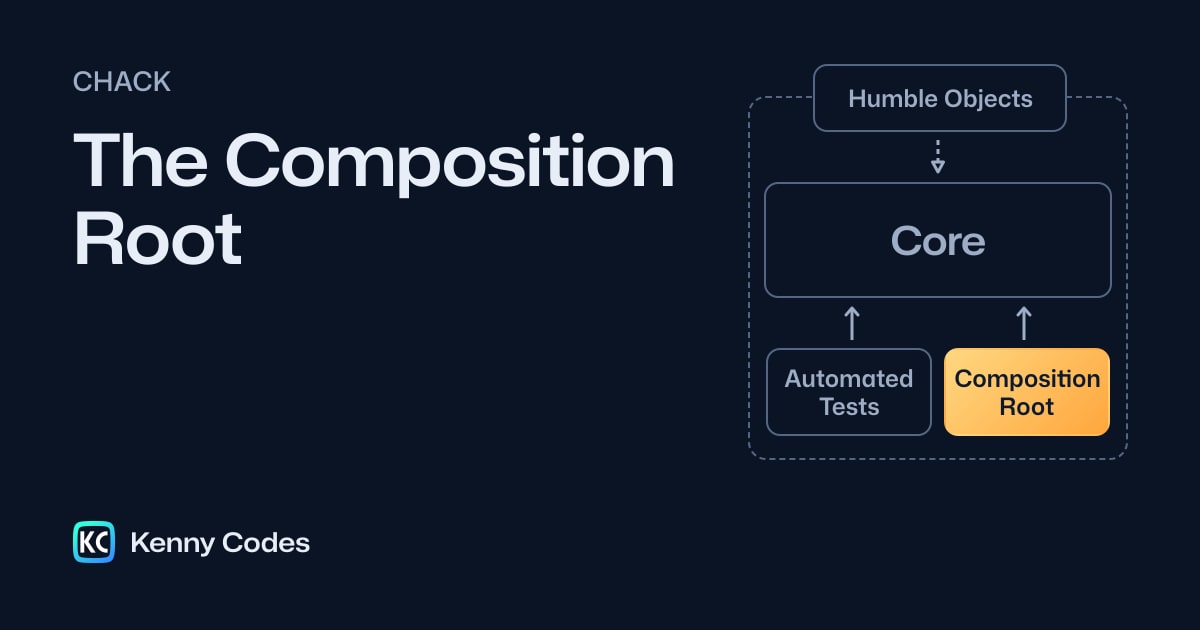 CHACK
The Composition
Root
Humble Objects
Core
Automated
Tests
Composition
Root
KC
Kenny Codes